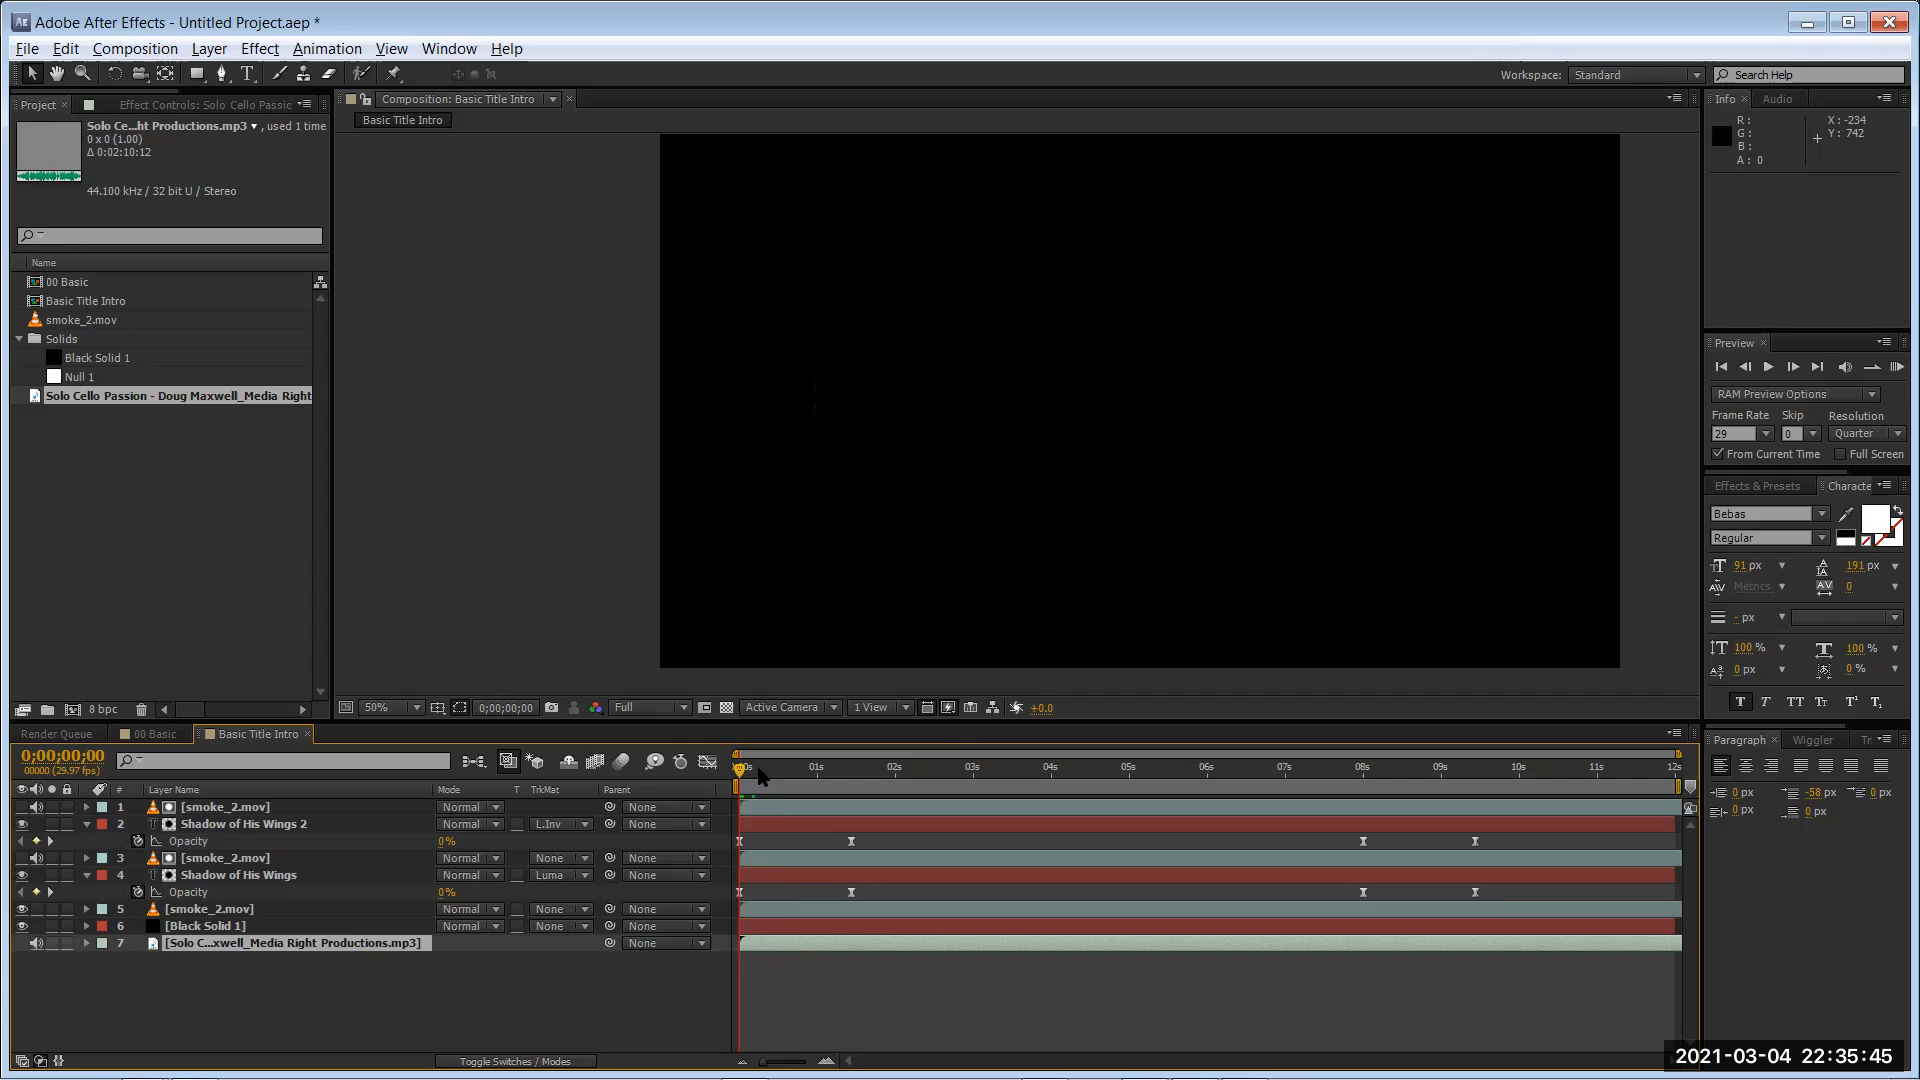 Adobe After Effects - Untitled Project.aep *
File Edit Composition Layer Effect Animation View Window Help
Workspace: Standard Search Help
Project Effect Controls: Solo Cello Passio
Composition: Basic Title Intro
Basic Title Intro
Solo Ce...ht Productions.mp3 , used 1 time
0 x 0 (1.00)
Δ 0:02:10:12
44.100 kHz / 32 bit U / Stereo
Name
00 Basic
Basic Title Intro
smoke_2.mov
Solids
Black Solid 1
Null 1
Solo Cello Passion - Doug Maxwell_Media Right
8 bpc
50% 0;00;00;00 Full Active Camera 1 View +0.0
Info Audio
R : X : -234
G : Y : 742
B :
A : 0
Preview
RAM Preview Options
Frame Rate Skip Resolution
29 0 Quarter
From Current Time Full Screen
Effects & Presets Characte
Bebas
Regular
91 px 191 px
Metrics 0
- px
100 % 100 %
0 px 0 %
T T TT Tr T¹ T₁
Paragraph Wiggler Tr
0 px -58 px 0 px
0 px 0 px
Render Queue 00 Basic Basic Title Intro
0;00;00;00
00000 (29.97 fps)
01s 02s 03s 04s 05s 06s 07s 08s 09s 10s 11s 12s
# Layer Name Mode T TrkMat Parent
1 [smoke_2.mov] Normal None
2 Shadow of His Wings 2 Normal L.Inv None
Opacity 0%
3 [smoke_2.mov] Normal None None
4 Shadow of His Wings Normal Luma None
Opacity 0%
5 [smoke_2.mov] Normal None None
6 [Black Solid 1] Normal None None
7 [Solo C...xwell_Media Right Productions.mp3] None
Toggle Switches / Modes
2021-03-04 22:35:45